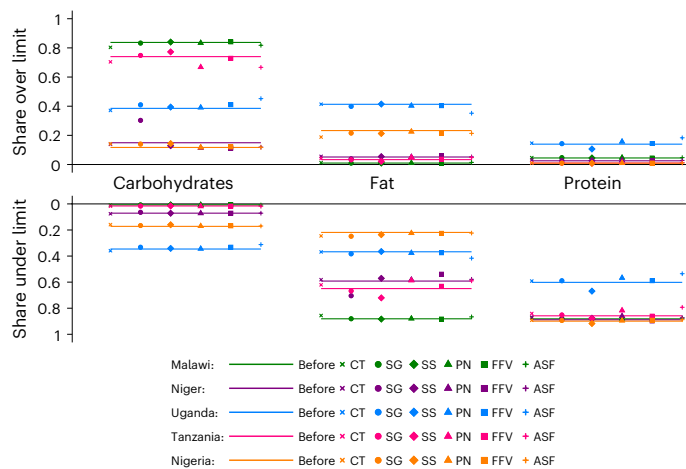 Share over limit
1
0.8
0.6
0.4
0.2
0
Carbohydrates Fat Protein
Share under limit
0
0.2
0.4
0.6
0.8
1
Malawi: Before CT SG SS PN FFV ASF
Niger: Before CT SG SS PN FFV ASF
Uganda: Before CT SG SS PN FFV ASF
Tanzania: Before CT SG SS PN FFV ASF
Nigeria: Before CT SG SS PN FFV ASF